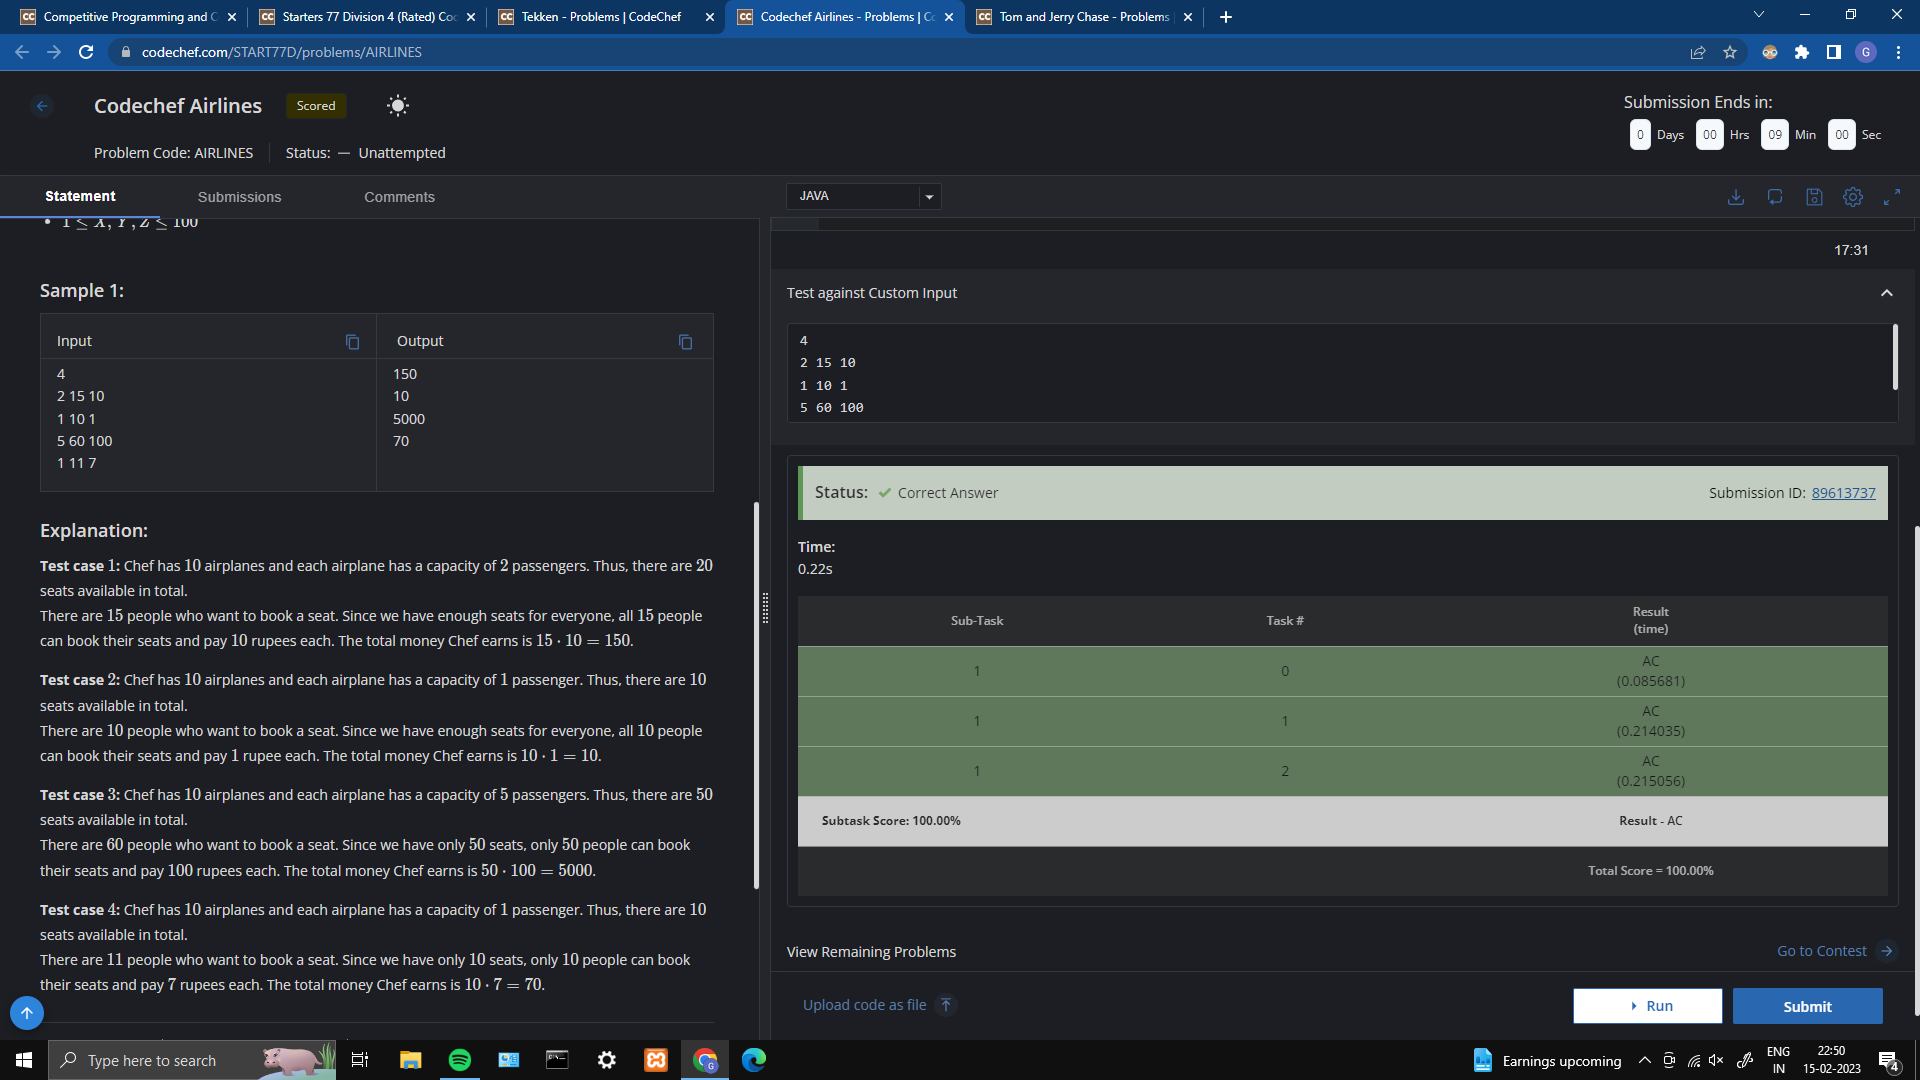 Competitive Programming and C
Starters 77 Division 4 (Rated) Co
Tekken - Problems | CodeChef
Codechef Airlines - Problems | C
Tom and Jerry Chase - Problems
codechef.com/START77D/problems/AIRLINES
G
Codechef Airlines
Scored
Submission Ends in:
0 Days 00 Hrs 09 Min 00 Sec
Problem Code: AIRLINES
Status: — Unattempted
Statement
Submissions
Comments
JAVA
• 1 ≤ X, Y, Z ≤ 100
17:31
Sample 1:
Input
Output
4
2 15 10
1 10 1
5 60 100
1 11 7
150
10
5000
70
Explanation:
Test case 1: Chef has 10 airplanes and each airplane has a capacity of 2 passengers. Thus, there are 20
seats available in total.
There are 15 people who want to book a seat. Since we have enough seats for everyone, all 15 people
can book their seats and pay 10 rupees each. The total money Chef earns is 15 · 10 = 150.
Test case 2: Chef has 10 airplanes and each airplane has a capacity of 1 passenger. Thus, there are 10
seats available in total.
There are 10 people who want to book a seat. Since we have enough seats for everyone, all 10 people
can book their seats and pay 1 rupee each. The total money Chef earns is 10 · 1 = 10.
Test case 3: Chef has 10 airplanes and each airplane has a capacity of 5 passengers. Thus, there are 50
seats available in total.
There are 60 people who want to book a seat. Since we have only 50 seats, only 50 people can book
their seats and pay 100 rupees each. The total money Chef earns is 50 · 100 = 5000.
Test case 4: Chef has 10 airplanes and each airplane has a capacity of 1 passenger. Thus, there are 10
seats available in total.
There are 11 people who want to book a seat. Since we have only 10 seats, only 10 people can book
their seats and pay 7 rupees each. The total money Chef earns is 10 · 7 = 70.
Test against Custom Input
4
2 15 10
1 10 1
5 60 100
Status: ✔ Correct Answer
Submission ID: 89613737
Time:
0.22s
Sub-Task
Task #
Result
(time)
1 0 AC
(0.085681)
1 1 AC
(0.214035)
1 2 AC
(0.215056)
Subtask Score: 100.00%
Result - AC
Total Score = 100.00%
View Remaining Problems
Go to Contest
Upload code as file
Run
Submit
Type here to search
Earnings upcoming
ENG
IN
22:50
15-02-2023
4